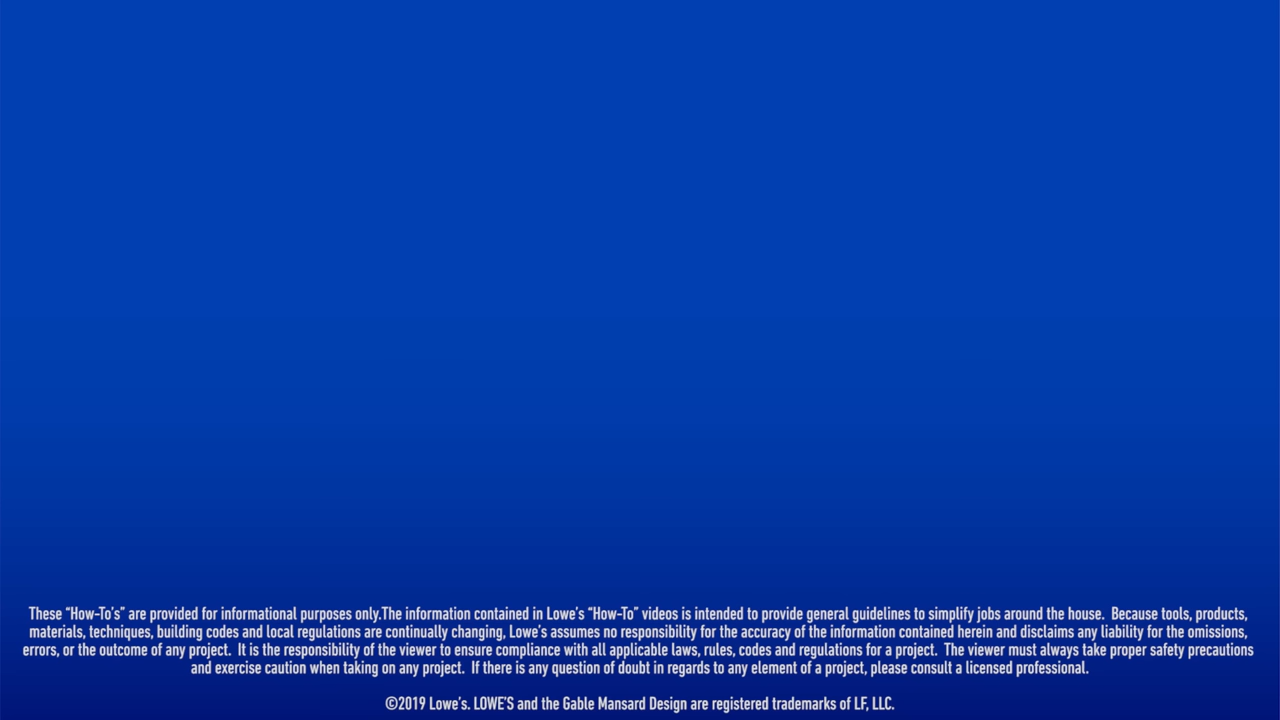 These “How-To’s” are provided for informational purposes only.The information contained in Lowe’s “How-To” videos is intended to provide general guidelines to simplify jobs around the house.  Because tools, products,
materials, techniques, building codes and local regulations are continually changing, Lowe’s assumes no responsibility for the accuracy of the information contained herein and disclaims any liability for the omissions,
errors, or the outcome of any project.  It is the responsibility of the viewer to ensure compliance with all applicable laws, rules, codes and regulations for a project.  The viewer must always take proper safety precautions
and exercise caution when taking on any project.  If there is any question of doubt in regards to any element of a project, please consult a licensed professional.
©2019 Lowe’s. LOWE’S and the Gable Mansard Design are registered trademarks of LF, LLC.